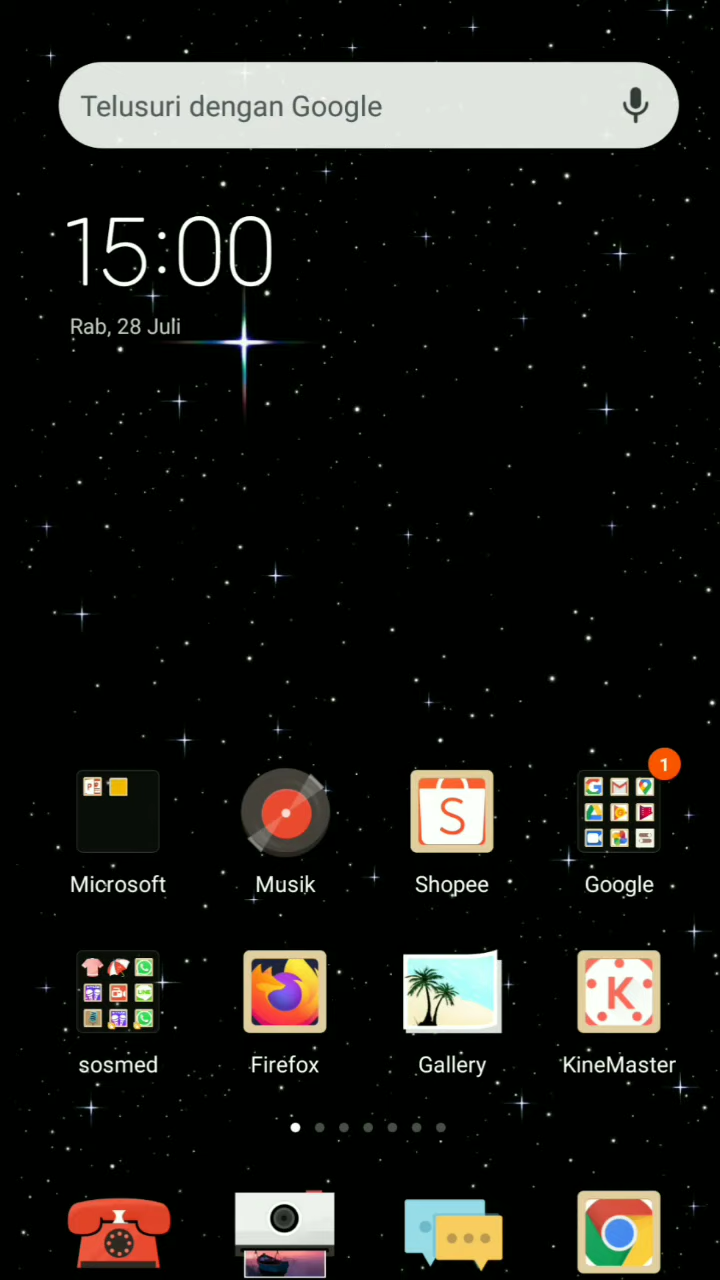 Telusuri dengan Google
15:00
Rab, 28 Juli
1
Microsoft
Musik
S
Shopee
Google
sosmed
Firefox
Gallery
K
KineMaster